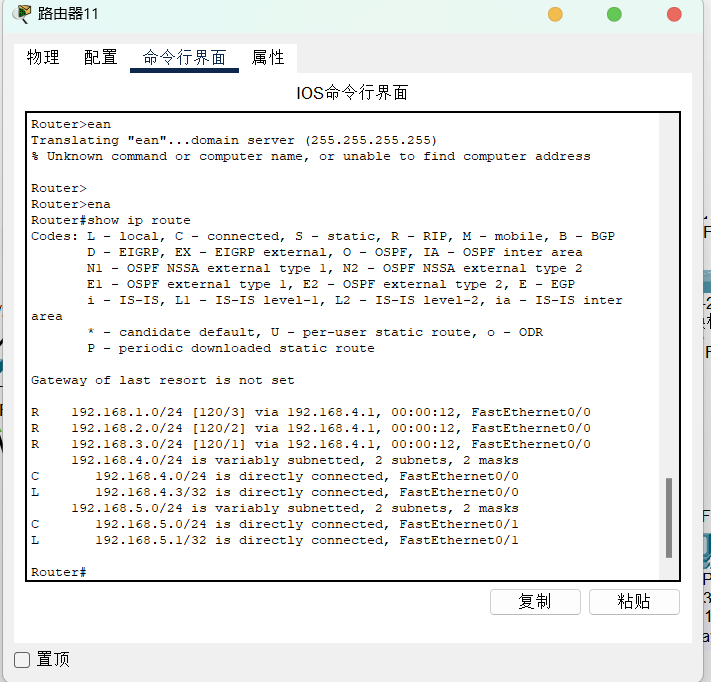 路由器11
物理 配置 命令行界面 属性
IOS命令行界面
Router>ean
Translating "ean"...domain server (255.255.255.255)
% Unknown command or computer name, or unable to find computer address
Router>
Router>ena
Router#show ip route
Codes: L - local, C - connected, S - static, R - RIP, M - mobile, B - BGP
D - EIGRP, EX - EIGRP external, O - OSPF, IA - OSPF inter area
N1 - OSPF NSSA external type 1, N2 - OSPF NSSA external type 2
E1 - OSPF external type 1, E2 - OSPF external type 2, E - EGP
i - IS-IS, L1 - IS-IS level-1, L2 - IS-IS level-2, ia - IS-IS inter
area
* - candidate default, U - per-user static route, o - ODR
P - periodic downloaded static route
Gateway of last resort is not set
R 192.168.1.0/24 [120/3] via 192.168.4.1, 00:00:12, FastEthernet0/0
R 192.168.2.0/24 [120/2] via 192.168.4.1, 00:00:12, FastEthernet0/0
R 192.168.3.0/24 [120/1] via 192.168.4.1, 00:00:12, FastEthernet0/0
192.168.4.0/24 is variably subnetted, 2 subnets, 2 masks
C 192.168.4.0/24 is directly connected, FastEthernet0/0
L 192.168.4.3/32 is directly connected, FastEthernet0/0
192.168.5.0/24 is variably subnetted, 2 subnets, 2 masks
C 192.168.5.0/24 is directly connected, FastEthernet0/1
L 192.168.5.1/32 is directly connected, FastEthernet0/1
Router#
复制 粘贴
置顶